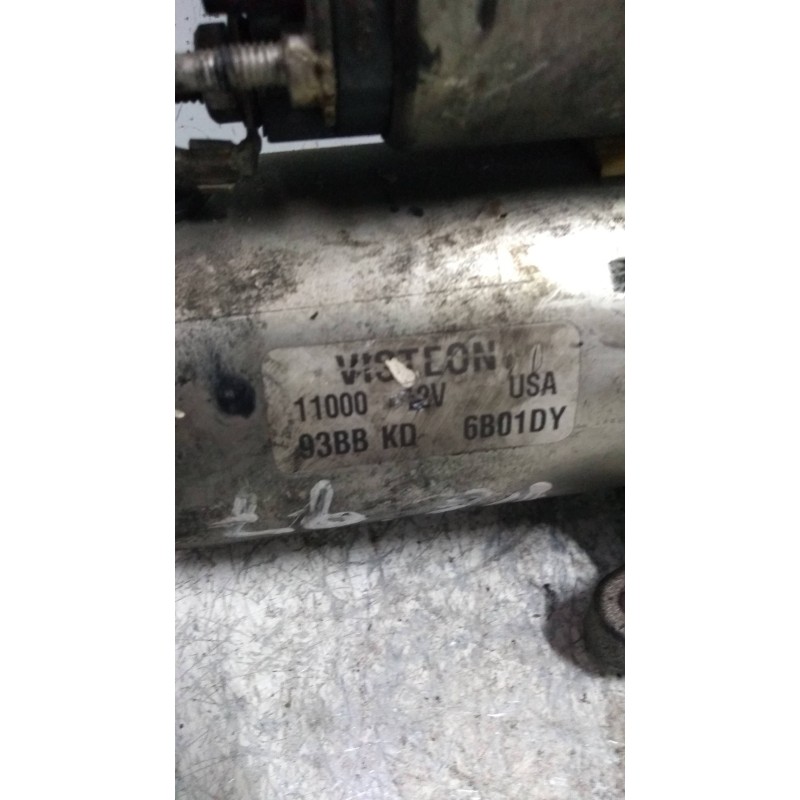 VISTEON
11000 12V USA
93BB KD 6B01DY